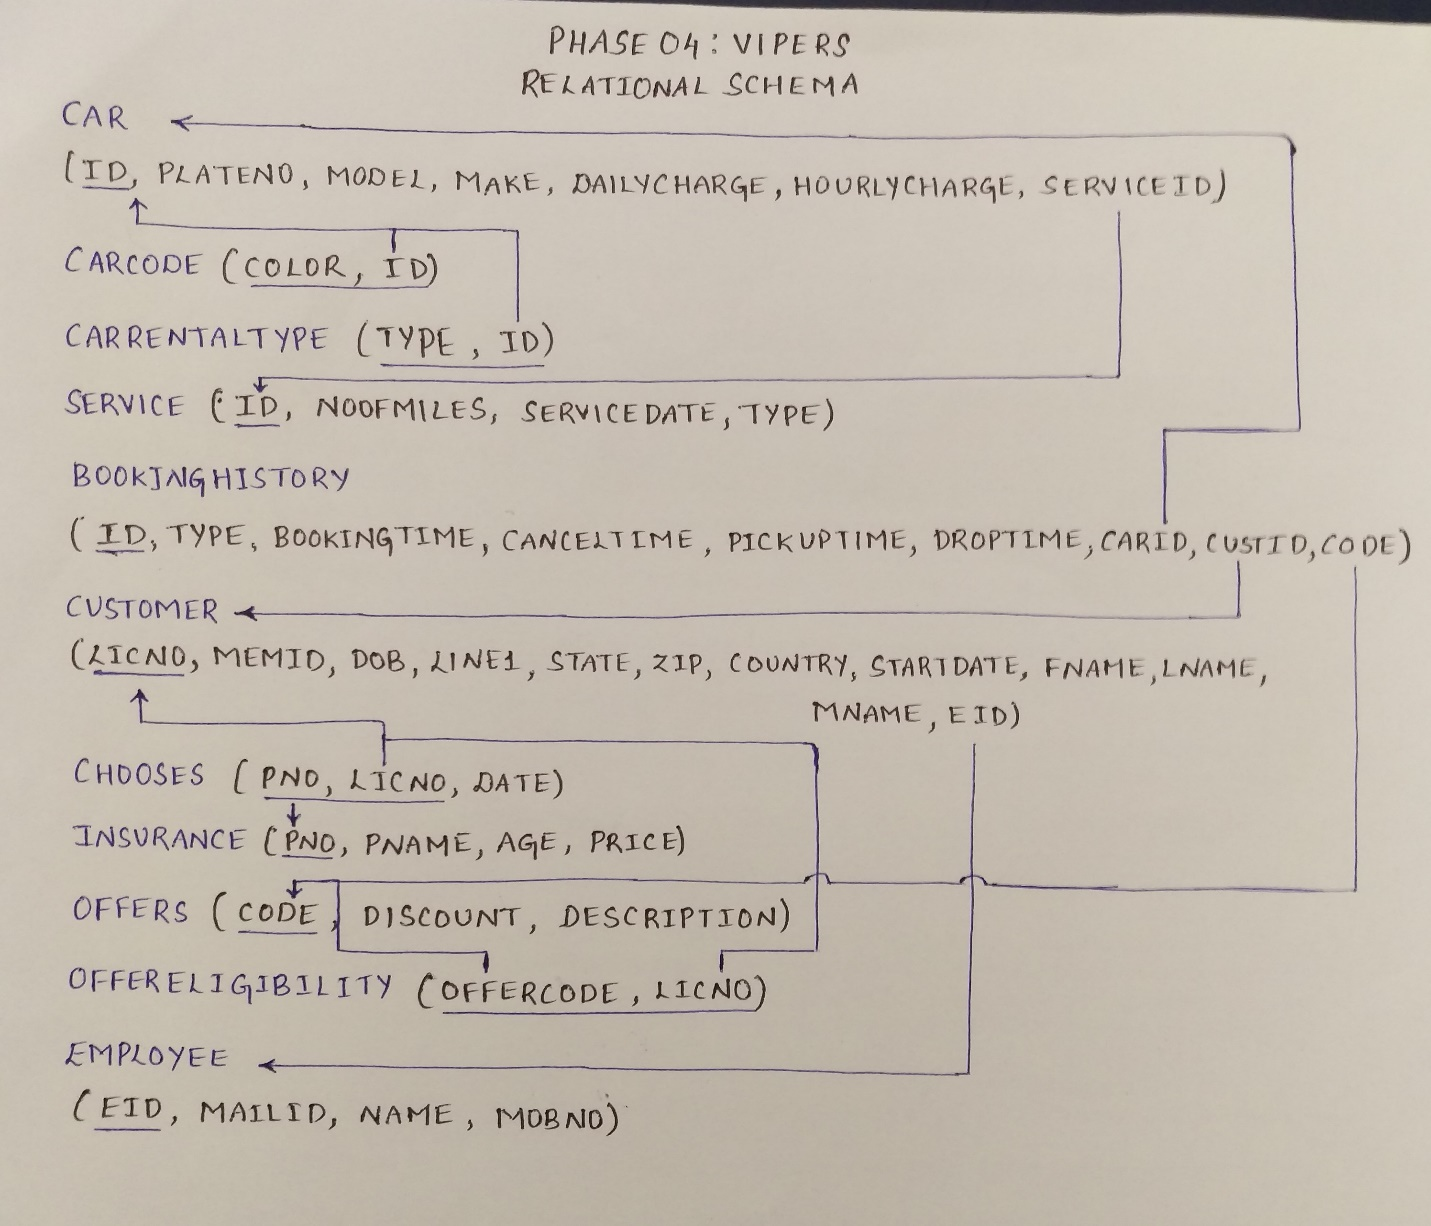 PHASE 04: VIPERS
RELATIONAL SCHEMA
CAR
(ID, PLATENO, MODEL, MAKE, DAILYCHARGE, HOURLYCHARGE, SERVICEID)
CARCODE (COLOR, ID)
CARRENTALTYPE (TYPE, ID)
SERVICE (ID, NOOFMILES, SERVICEDATE, TYPE)
BOOKINGHISTORY
(ID, TYPE, BOOKINGTIME, CANCELTIME, PICKUPTIME, DROPTIME, CARID, CUSTID, CODE)
CUSTOMER
(LICNO, MEMID, DOB, LINE1, STATE, ZIP, COUNTRY, STARTDATE, FNAME, LNAME,
MNAME, EID)
CHOOSES (PNO, LICNO, DATE)
INSURANCE (PNO, PNAME, AGE, PRICE)
OFFERS (CODE, DISCOUNT, DESCRIPTION)
OFFERELIGIBILITY (OFFERCODE, LICNO)
EMPLOYEE
(EID, MAILID, NAME, MOBNO)